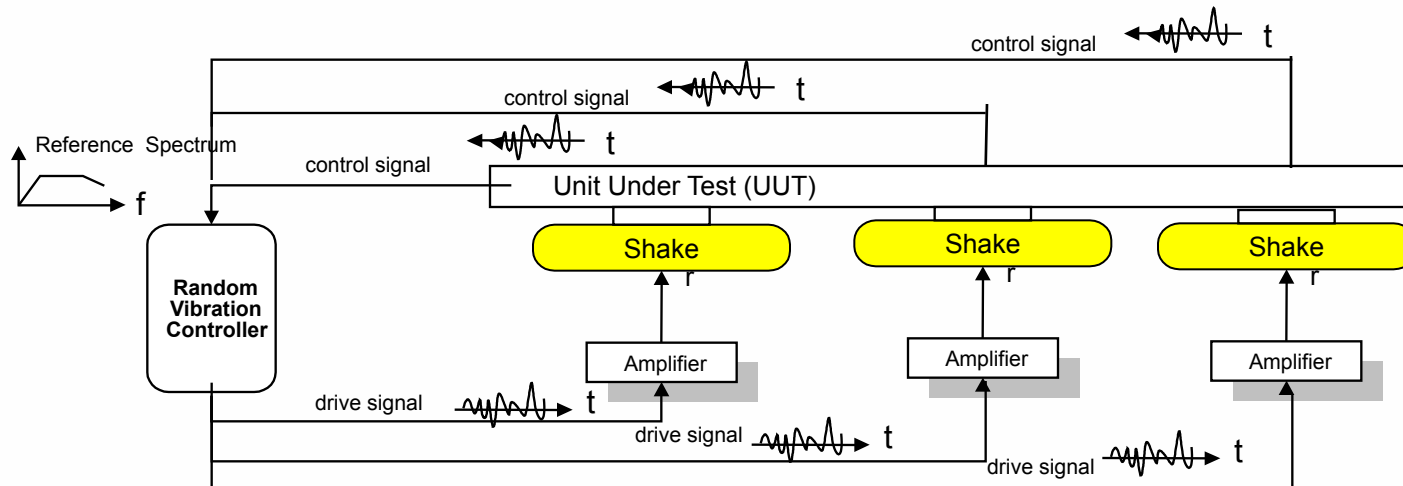 control signal t
control signal t
t
Reference Spectrum
control signal
f
Unit Under Test (UUT)
Shake
r
Shake
r
Shake
r
Random
Vibration
Controller
Amplifier
Amplifier
Amplifier
drive signal t
drive signal t
drive signal t